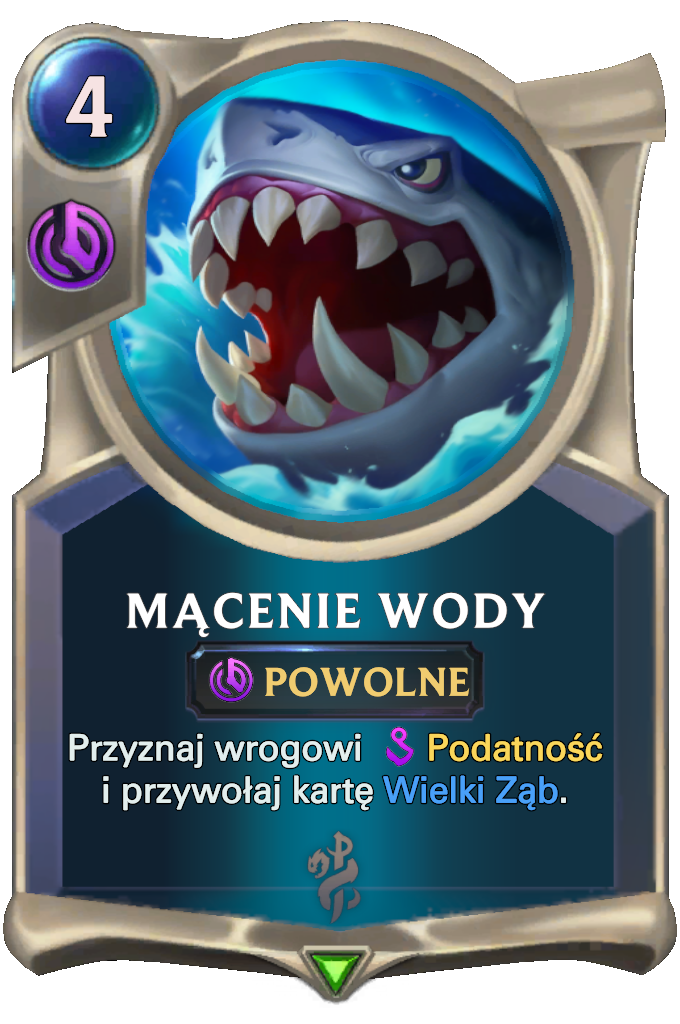 4
MĄCENIE WODY
POWOLNE
Przyznaj wrogowi Podatność
i przywołaj kartę Wielki Ząb.